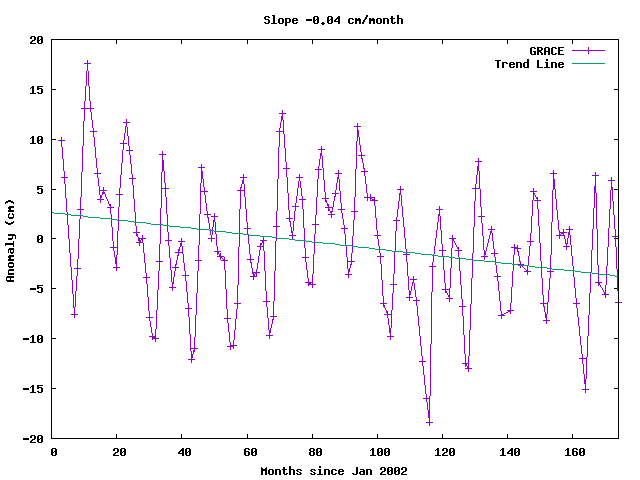 Slope -0.04 cm/month
GRACE
Trend Line
20
15
10
5
0
-5
-10
-15
-20
Anomaly (cm)
0 20 40 60 80 100 120 140 160
Months since Jan 2002